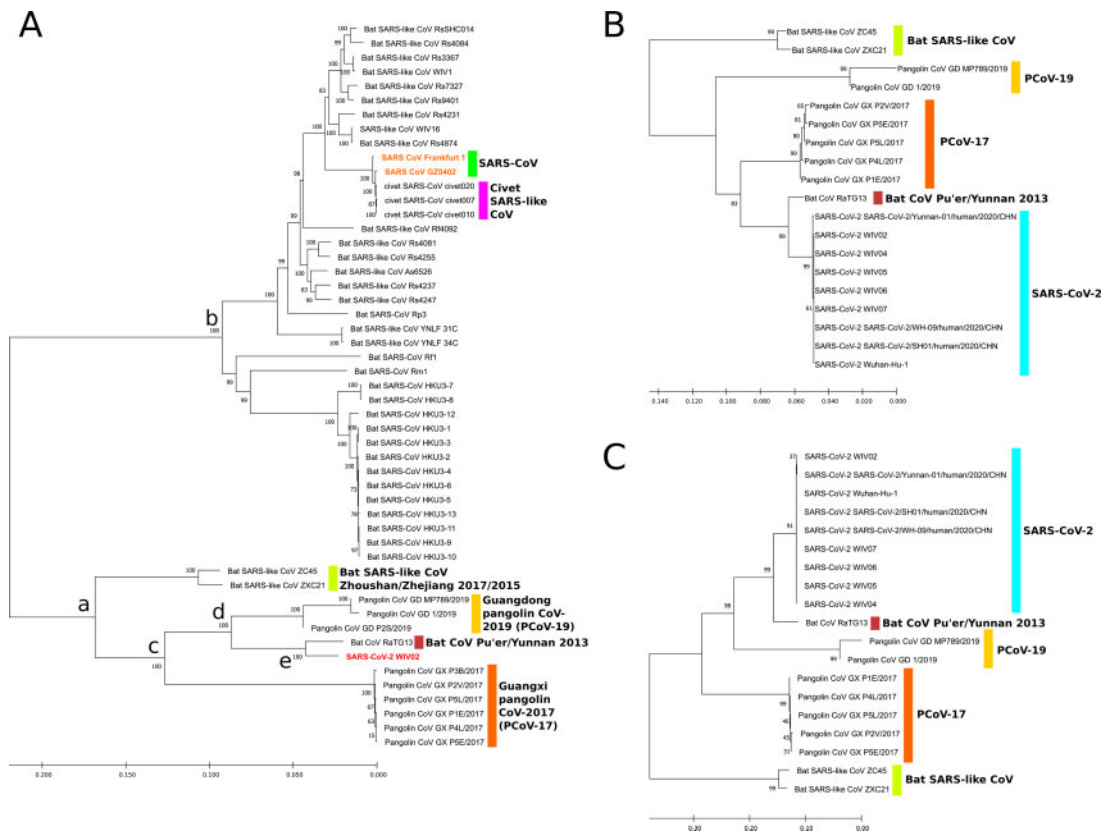 A
Bat SARS-like CoV RsSHC014
Bat SARS-like CoV Rs4084
Bat SARS-like CoV Rs3367
Bat SARS-like CoV WIV1
Bat SARS-like CoV Rs7327
Bat SARS-like CoV Rs9401
Bat SARS-like CoV Rs4231
SARS-like CoV WIV16
Bat SARS-like CoV Rs4874
SARS CoV Frankfurt 1
SARS CoV GZ0402
SARS-CoV
civet SARS-CoV civet020
civet SARS-CoV civet007
civet SARS-CoV civet010
Civet
SARS-like
CoV
Bat SARS-like CoV Rf4092
Bat SARS-like CoV Rs4081
Bat SARS-like CoV Rs4255
Bat SARS-like CoV As6526
Bat SARS-like CoV Rs4237
Bat SARS-like CoV Rs4247
Bat SARS-CoV Rp3
b
Bat SARS-like CoV YNLF 31C
Bat SARS-like CoV YNLF 34C
Bat SARS-CoV Rf1
Bat SARS-CoV Rm1
Bat SARS-CoV HKU3-7
Bat SARS-CoV HKU3-8
Bat SARS-CoV HKU3-12
Bat SARS-CoV HKU3-1
Bat SARS-CoV HKU3-3
Bat SARS-CoV HKU3-2
Bat SARS-CoV HKU3-4
Bat SARS-CoV HKU3-6
Bat SARS-CoV HKU3-5
Bat SARS-CoV HKU3-13
Bat SARS-CoV HKU3-11
Bat SARS-CoV HKU3-9
Bat SARS-CoV HKU3-10
Bat SARS-like CoV ZC45
Bat SARS-like CoV ZXC21
Bat SARS-like CoV
Zhoushan/Zhejiang 2017/2015
a
d
Pangolin CoV GD MP789/2019
Pangolin CoV GD 1/2019
Pangolin CoV GD P2S/2019
Guangdong
pangolin CoV-
2019 (PCoV-19)
c
Bat CoV RaTG13
Bat CoV Pu'er/Yunnan 2013
e
SARS-CoV-2 WIV02
Pangolin CoV GX P3B/2017
Pangolin CoV GX P2V/2017
Pangolin CoV GX P5L/2017
Pangolin CoV GX P1E/2017
Pangolin CoV GX P4L/2017
Pangolin CoV GX P5E/2017
Guangxi
pangolin
CoV-2017
(PCoV-17)
0.200 0.150 0.100 0.050 0.000
B
99
Bat SARS-like CoV ZC45
Bat SARS-like CoV ZXC21
Bat SARS-like CoV
99
Pangolin CoV GD MP789/2019
Pangolin CoV GD 1/2019
PCoV-19
65
Pangolin CoV GX P2V/2017
81
Pangolin CoV GX P5E/2017
Pangolin CoV GX P5L/2017
Pangolin CoV GX P4L/2017
99
Pangolin CoV GX P1E/2017
PCoV-17
Bat CoV RaTG13
Bat CoV Pu'er/Yunnan 2013
99
SARS-CoV-2 SARS-CoV-2/Yunnan-01/human/2020/CHN
SARS-CoV-2 WIV02
SARS-CoV-2 WIV04
99
SARS-CoV-2 WIV05
SARS-CoV-2 WIV06
SARS-CoV-2 WIV07
SARS-CoV-2 SARS-CoV-2/WH-09/human/2020/CHN
SARS-CoV-2 SARS-CoV-2/SH01/human/2020/CHN
SARS-CoV-2 Wuhan-Hu-1
SARS-CoV-2
0.140 0.120 0.100 0.080 0.060 0.040 0.020 0.000
C
SARS-CoV-2 WIV02
SARS-CoV-2 SARS-CoV-2/Yunnan-01/human/2020/CHN
SARS-CoV-2 Wuhan-Hu-1
SARS-CoV-2 SARS-CoV-2/SH01/human/2020/CHN
91
SARS-CoV-2 SARS-CoV-2/WH-09/human/2020/CHN
SARS-CoV-2 WIV07
99
SARS-CoV-2 WIV06
SARS-CoV-2 WIV05
SARS-CoV-2 WIV04
SARS-CoV-2
98
Bat CoV RaTG13
Bat CoV Pu'er/Yunnan 2013
Pangolin CoV GD MP789/2019
99
Pangolin CoV GD 1/2019
PCoV-19
Pangolin CoV GX P1E/2017
99
Pangolin CoV GX P4L/2017
Pangolin CoV GX P5L/2017
Pangolin CoV GX P2V/2017
Pangolin CoV GX P5E/2017
PCoV-17
Bat SARS-like CoV ZC45
99
Bat SARS-like CoV ZXC21
Bat SARS-like CoV
0.30 0.20 0.10 0.00